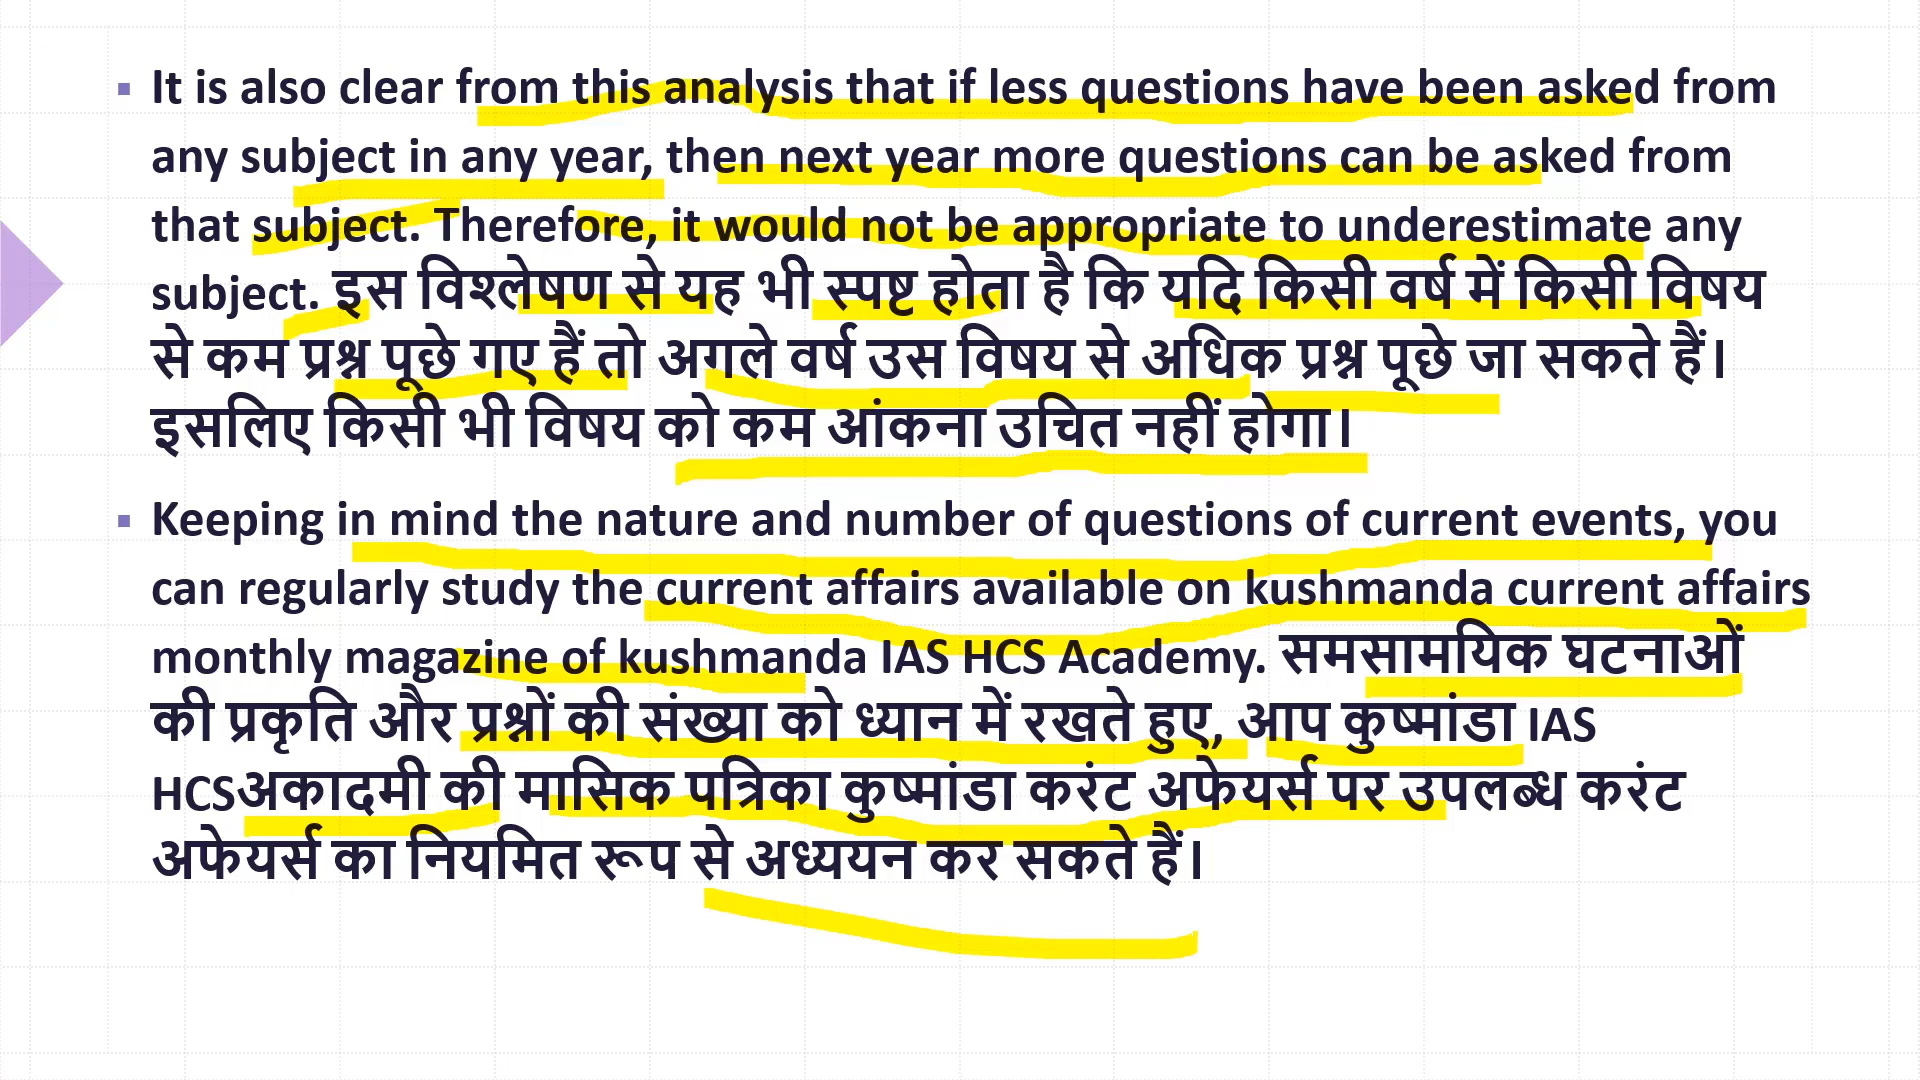 It is also clear from this analysis that if less questions have been asked from
any subject in any year, then next year more questions can be asked from
that subject. Therefore, it would not be appropriate to underestimate any
subject. इस विश्लेषण से यह भी स्पष्ट होता है कि यदि किसी वर्ष में किसी विषय
से कम प्रश्न पूछे गए हैं तो अगले वर्ष उस विषय से अधिक प्रश्न पूछे जा सकते हैं।
इसलिए किसी भी विषय को कम आंकना उचित नहीं होगा।
Keeping in mind the nature and number of questions of current events, you
can regularly study the current affairs available on kushmanda current affairs
monthly magazine of kushmanda IAS HCS Academy. समसामयिक घटनाओं
की प्रकृति और प्रश्नों की संख्या को ध्यान में रखते हुए, आप कुष्मांडा IAS
HCSअकादमी की मासिक पत्रिका कुष्मांडा करंट अफेयर्स पर उपलब्ध करंट
अफेयर्स का नियमित रूप से अध्ययन कर सकते हैं।